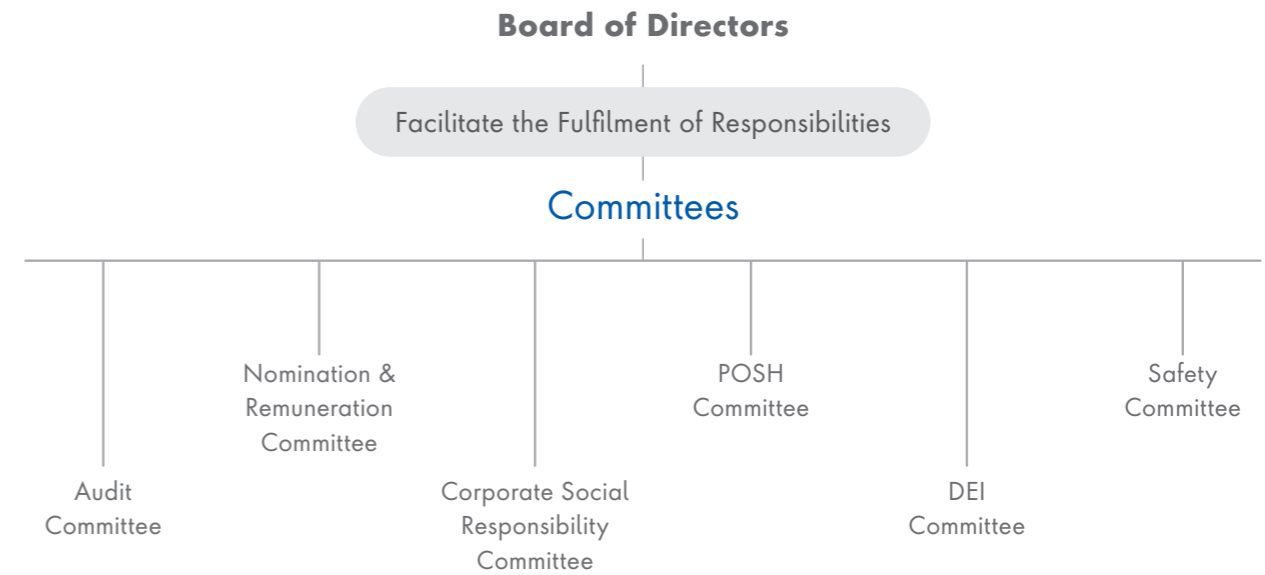 Board of Directors
Facilitate the Fulfilment of Responsibilities
Committees
Audit
Committee
Nomination &
Remuneration
Committee
Corporate Social
Responsibility
Committee
POSH
Committee
DEI
Committee
Safety
Committee